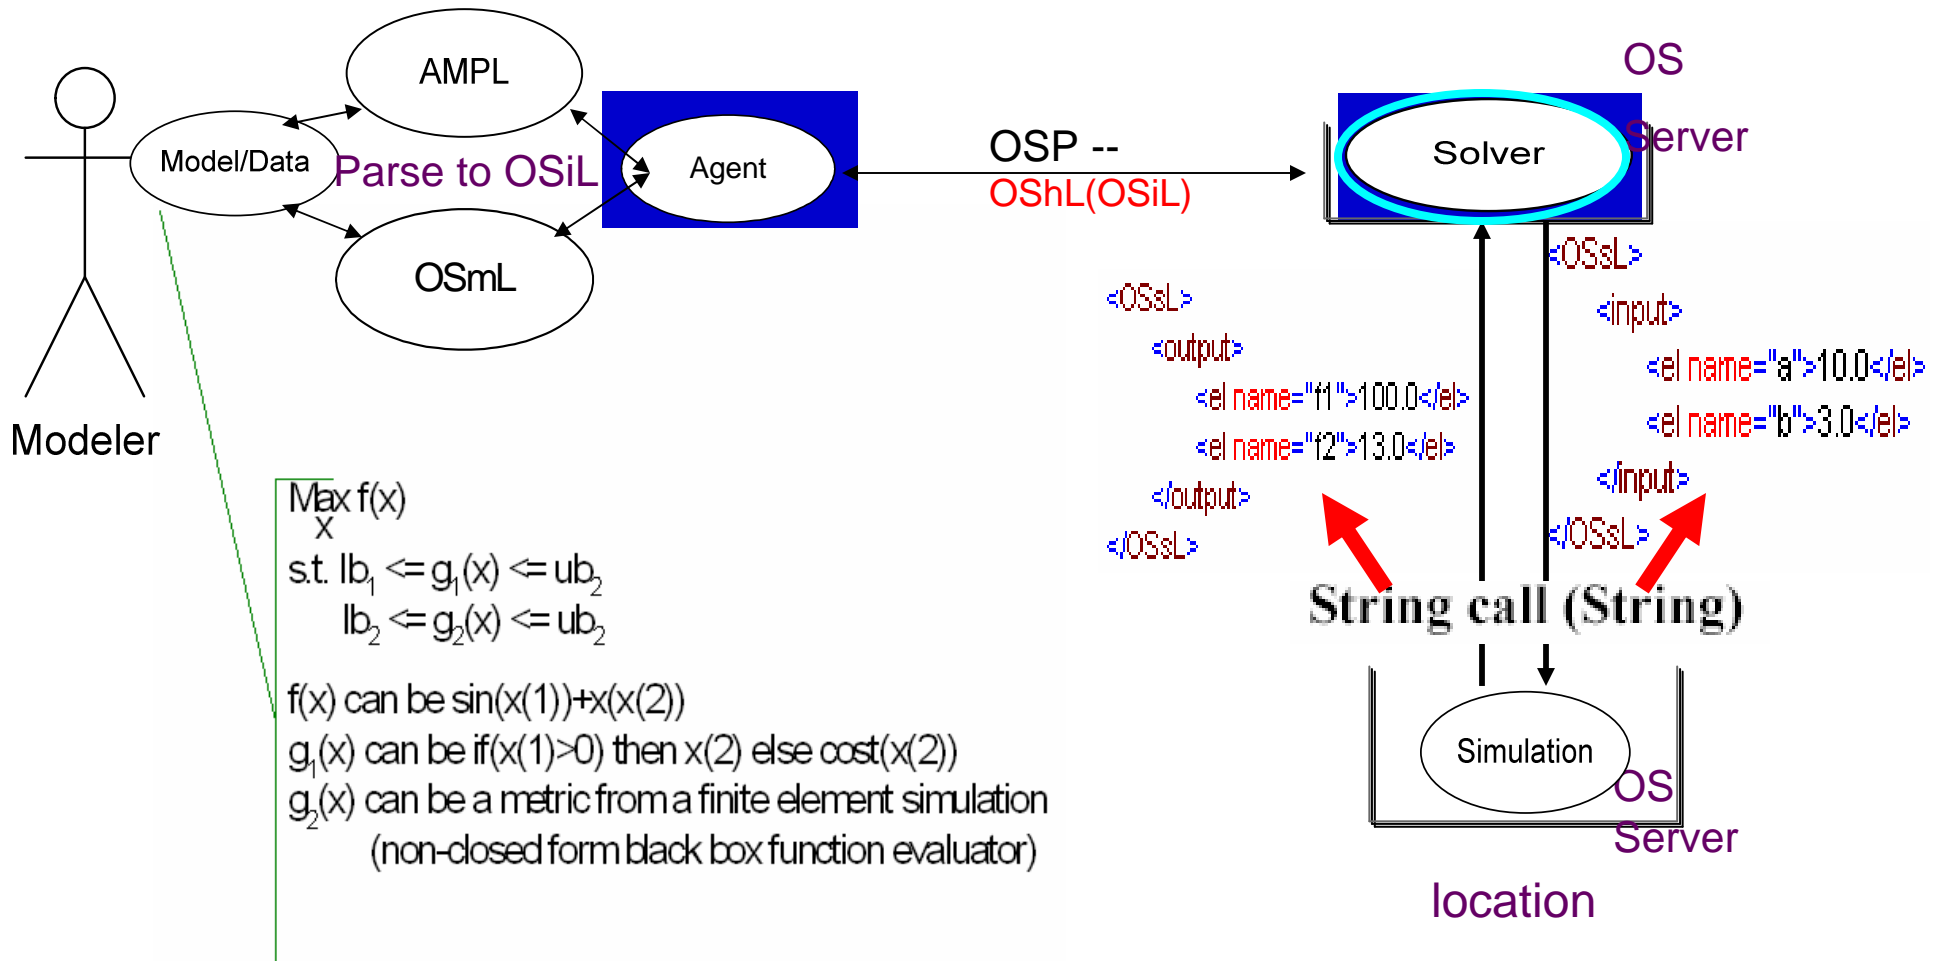 AMPL
Model/Data
Parse to OSiL
Agent
OSmL
Modeler
OSP --
OShL(OSiL)
OS
Server
Solver
<OSsL>
<output>
<el name="f1">100.0</el>
<el name="f2">13.0</el>
</output>
</OSsL>
<OSsL>
<input>
<el name="a">10.0</el>
<el name="b">3.0</el>
</input>
</OSsL>
String call (String)
Simulation
OS
Server
location
Max f(x)
x
s.t. lb1 <= g1(x) <= ub2
lb2 <= g2(x) <= ub2
f(x) can be sin(x(1))+x(x(2))
g1(x) can be if(x(1)>0) then x(2) else cost(x(2))
g2(x) can be a metric from a finite element simulation
(non-closed form black box function evaluator)